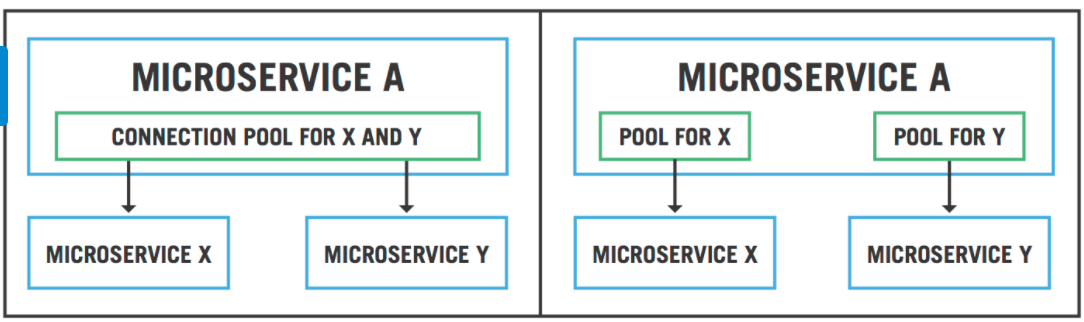 MICROSERVICE A
CONNECTION POOL FOR X AND Y
MICROSERVICE X
MICROSERVICE Y
MICROSERVICE A
POOL FOR X
POOL FOR Y
MICROSERVICE X
MICROSERVICE Y